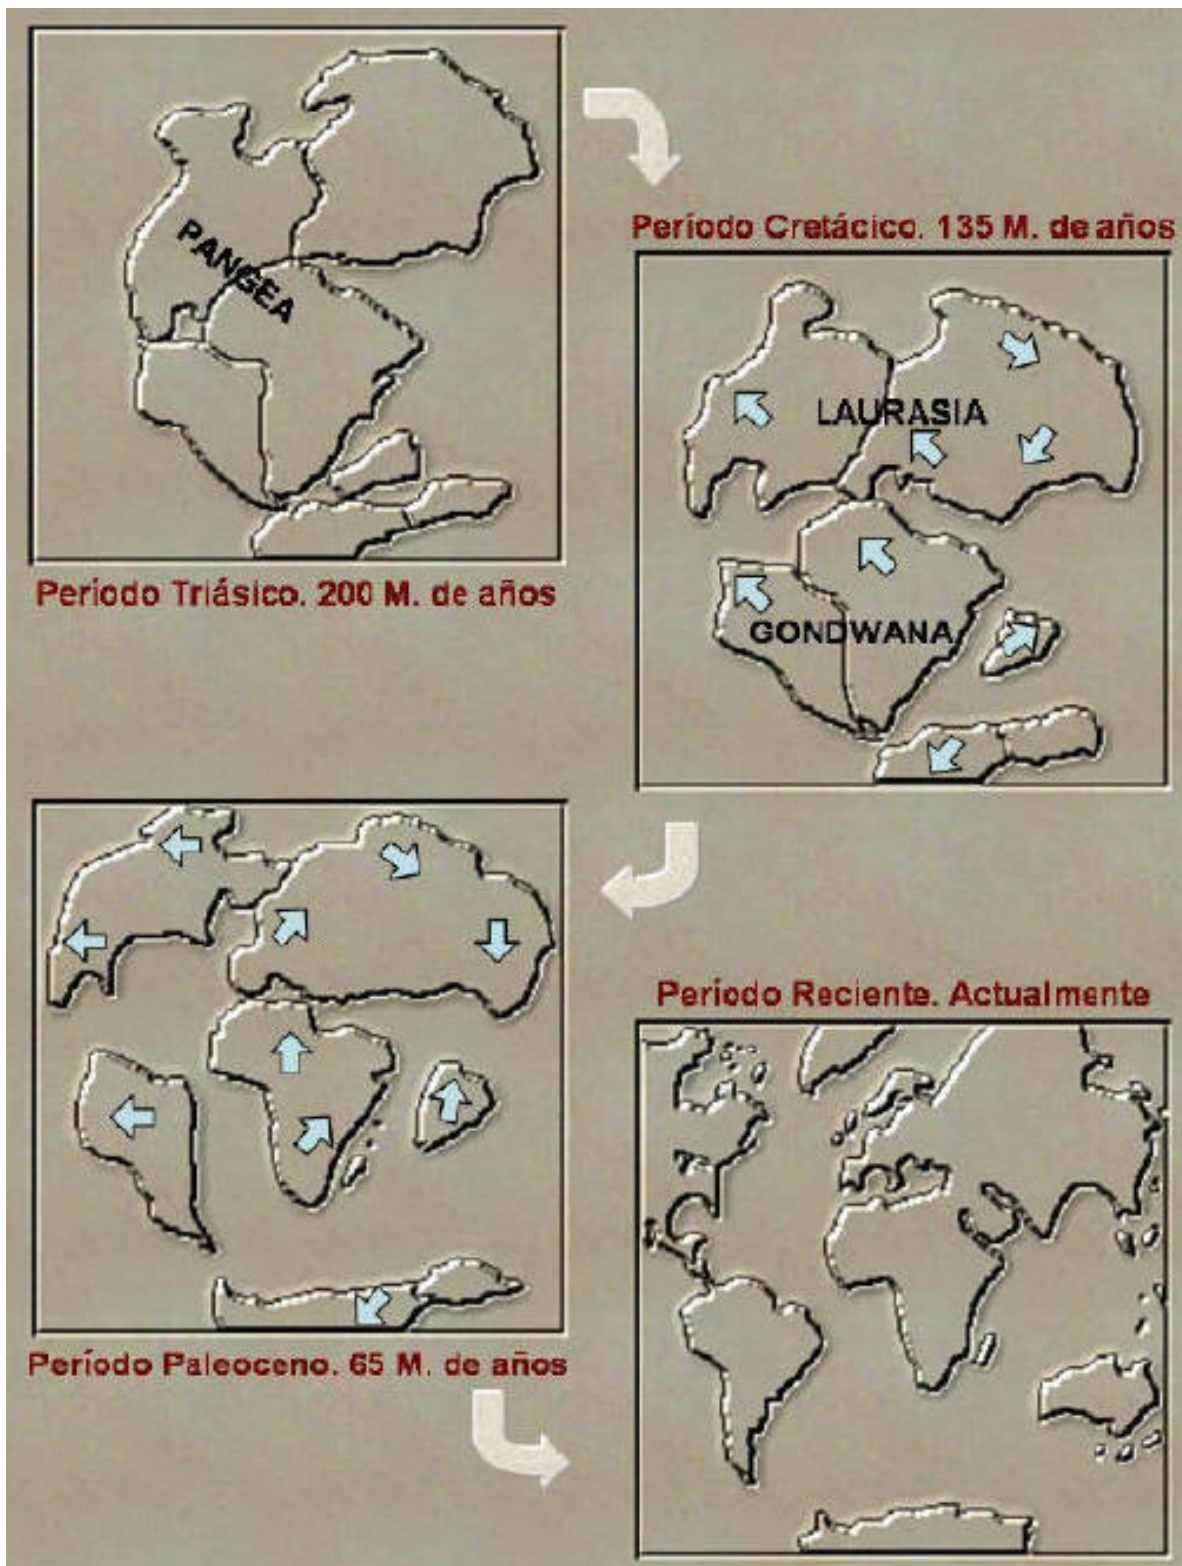 PANGEA
Período Triásico. 200 M. de años
Período Cretácico. 135 M. de años
LAURASIA
GONDWANA
Período Paleoceno. 65 M. de años
Período Reciente. Actualmente